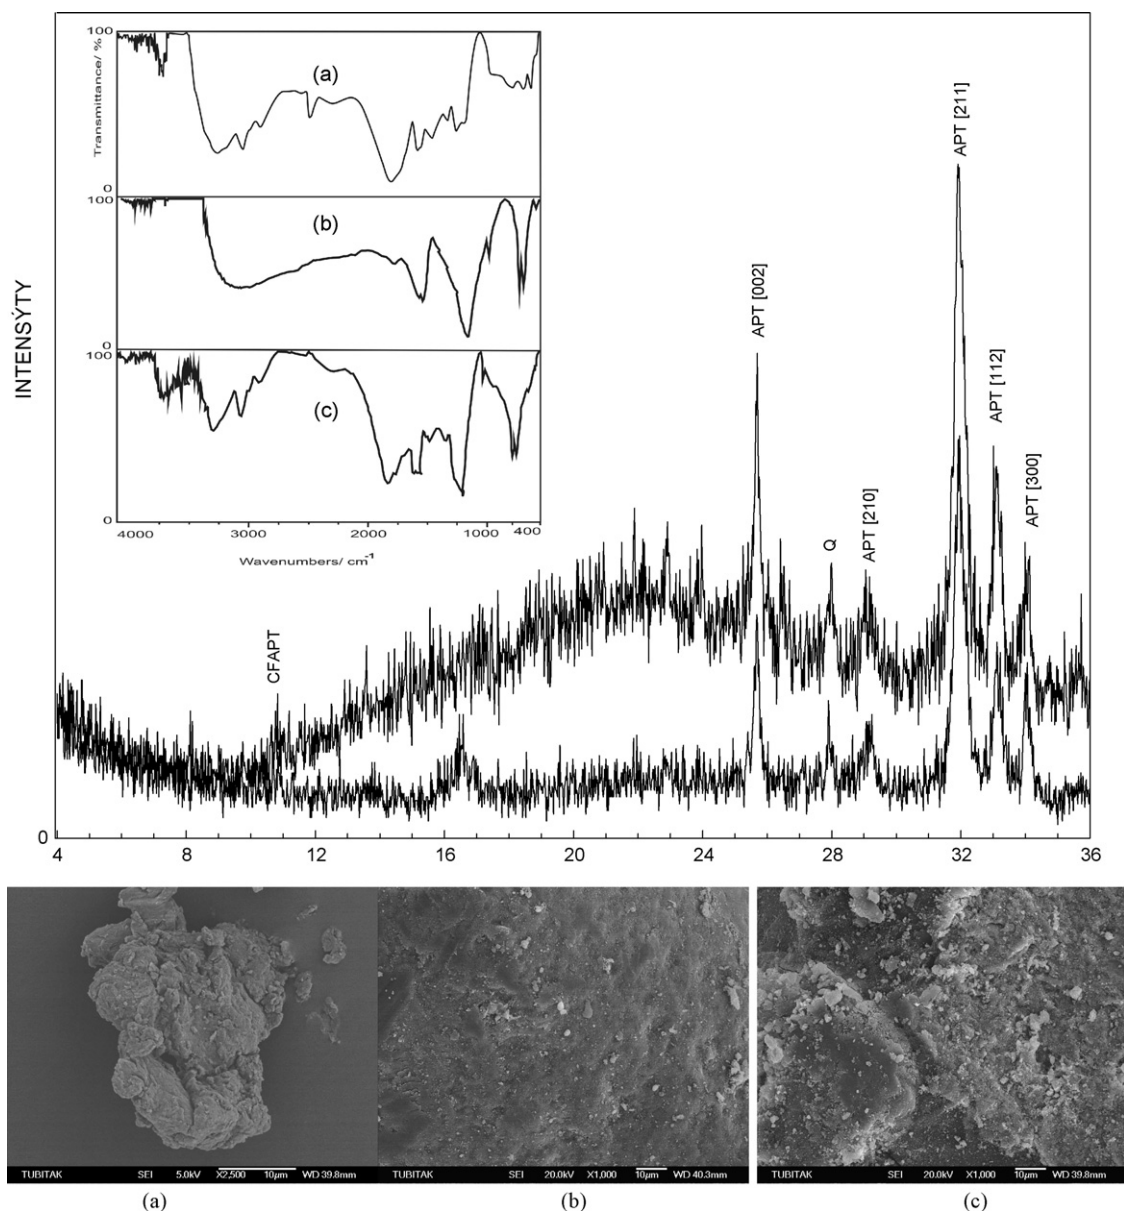 100
Transmittance/ %
(a)
0
100
(b)
0
100
(c)
0
4000 3000 2000 1000 400
Wavenumbers/ cm-1
INTENSÝTY
CFAPT
APT [002]
Q
APT [210]
APT [211]
APT [112]
APT [300]
0
4 8 12 16 20 24 28 32 36
TUBITAK SEI 5.0kV X2,500 10µm WD 39.8mm
TUBITAK SEI 20.0kV X1,000 10µm WD 40.3mm
TUBITAK SEI 20.0kV X1,000 10µm WD 39.8mm
(a) (b) (c)